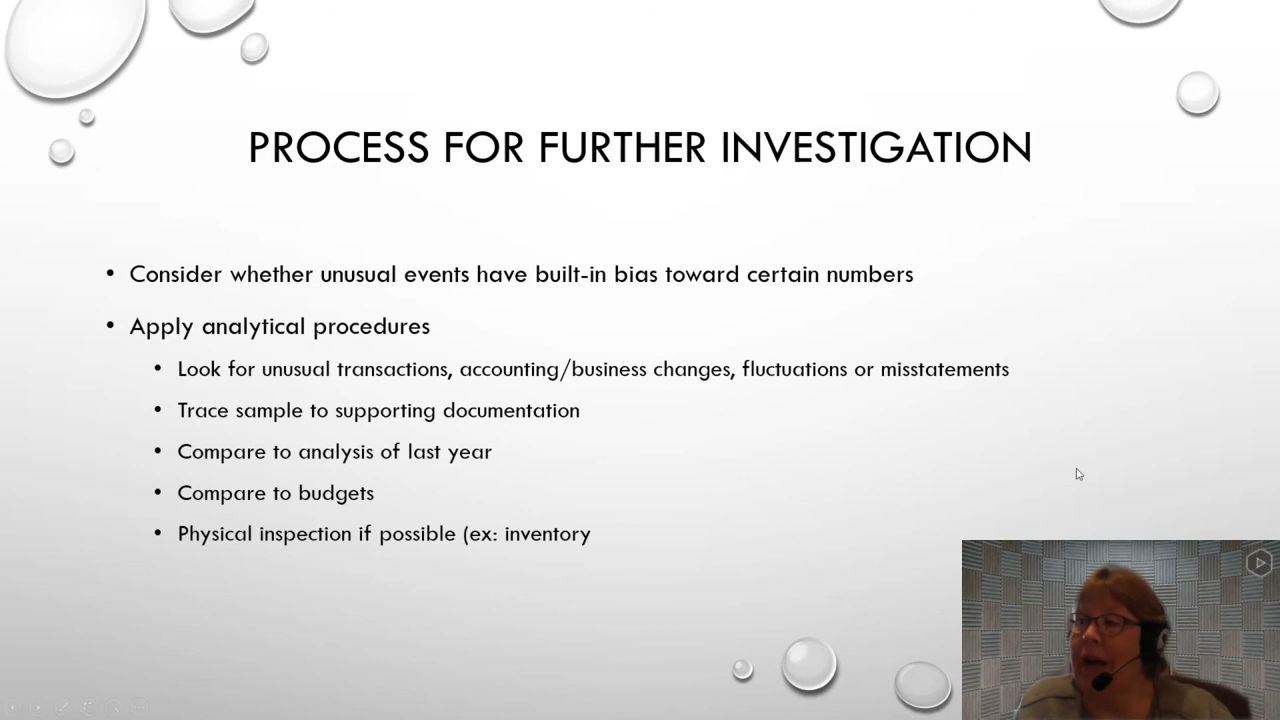 PROCESS FOR FURTHER INVESTIGATION
• Consider whether unusual events have built-in bias toward certain numbers
• Apply analytical procedures
• Look for unusual transactions, accounting/business changes, fluctuations or misstatements
• Trace sample to supporting documentation
• Compare to analysis of last year
• Compare to budgets
• Physical inspection if possible (ex: inventory